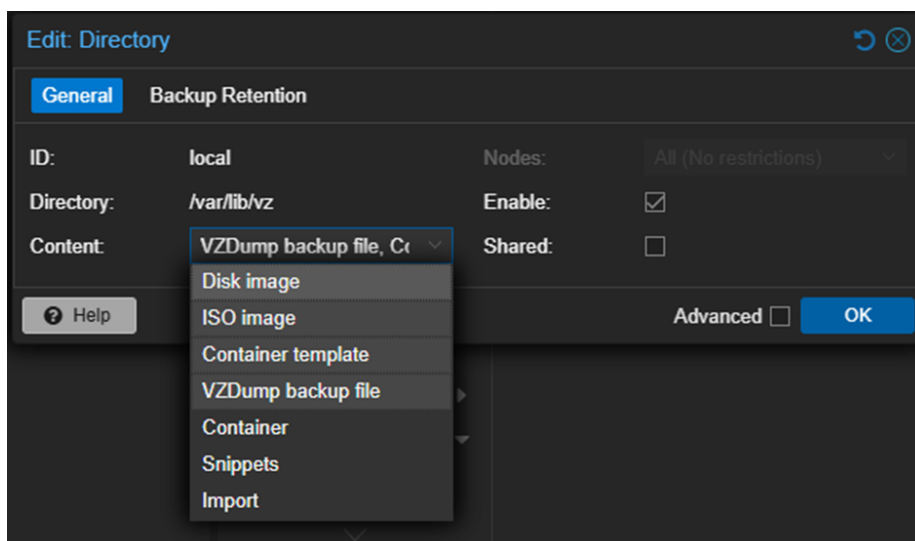 Edit: Directory
General Backup Retention
ID: local Nodes: All (No restrictions)
Directory: /var/lib/vz Enable:
Content: VZDump backup file, Co Shared:
Disk image
ISO image
Container template
VZDump backup file
Container
Snippets
Import
Help Advanced OK